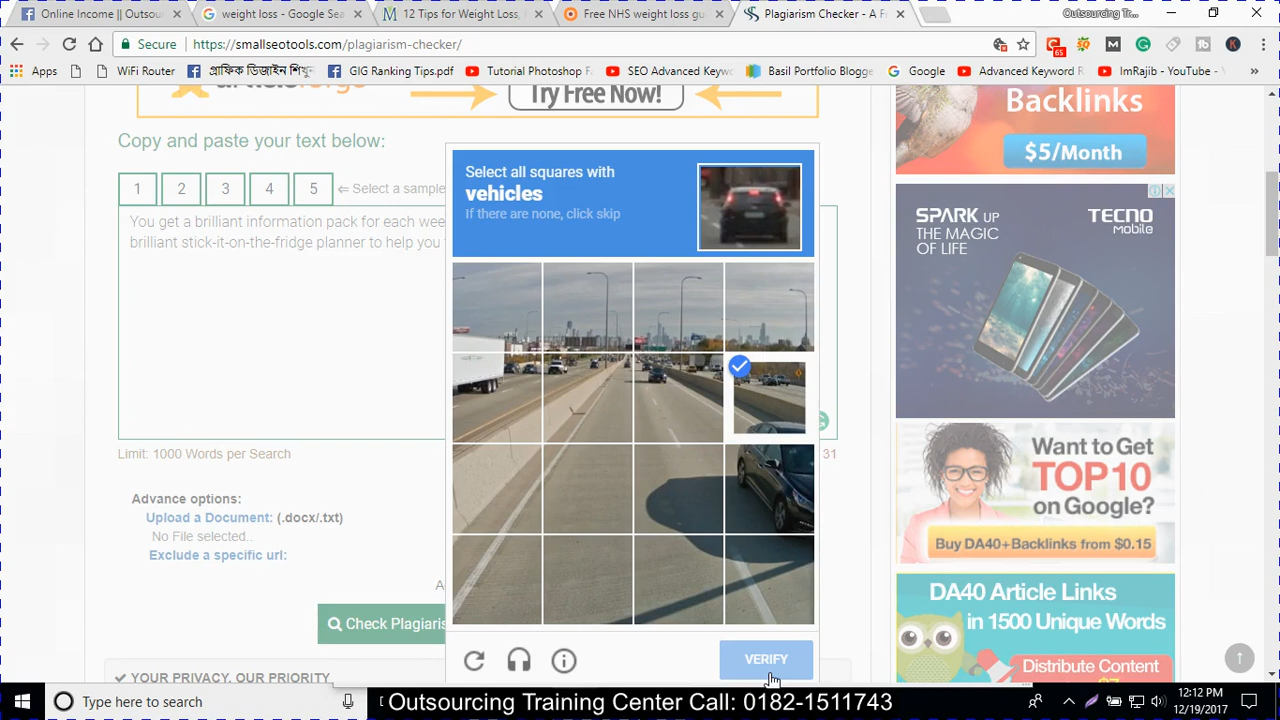 Online Income || Outsou
weight loss - Google Sea
12 Tips for Weight Loss, I
Free NHS weight loss gu
Plagiarism Checker - A F
Outsourcing Tr...
Secure
https://smallseotools.com/plagiarism-checker/
65
Apps
WiFi Router
গ্রাফিক ডিজাইন শিখু
GIG Ranking Tips.pdf
Tutorial Photoshop F
SEO Advanced Keyw
Basil Portfolio Blogge
Google
Advanced Keyword R
ImRajib - YouTube -
Try Free Now!
Backlinks
$5/Month
Copy and paste your text below:
1 2 3 4 5 ⇐ Select a sample
You get a brilliant information pack for each wee
brilliant stick-it-on-the-fridge planner to help you
Select all squares with
vehicles
If there are none, click skip
SPARK UP
THE MAGIC
OF LIFE
TECNO
mobile
Limit: 1000 Words per Search
31
Advance options:
Upload a Document: (.docx/.txt)
No File selected..
Exclude a specific url:
Check Plagiaris
Want to Get
TOP10
on Google?
Buy DA40+Backlinks from $0.15
DA40 Article Links
in 1500 Unique Words
Distribute Content
VERIFY
YOUR PRIVACY, OUR PRIORITY
Type here to search
Outsourcing Training Center Call: 0182-1511743
12:12 PM
12/19/2017